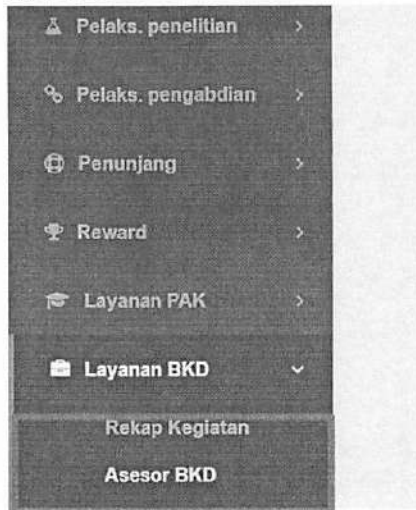 Pelaks. penelitian
Pelaks. pengabdian
Penunjang
Reward
Layanan PAK
Layanan BKD
Rekap Kegiatan
Asesor BKD